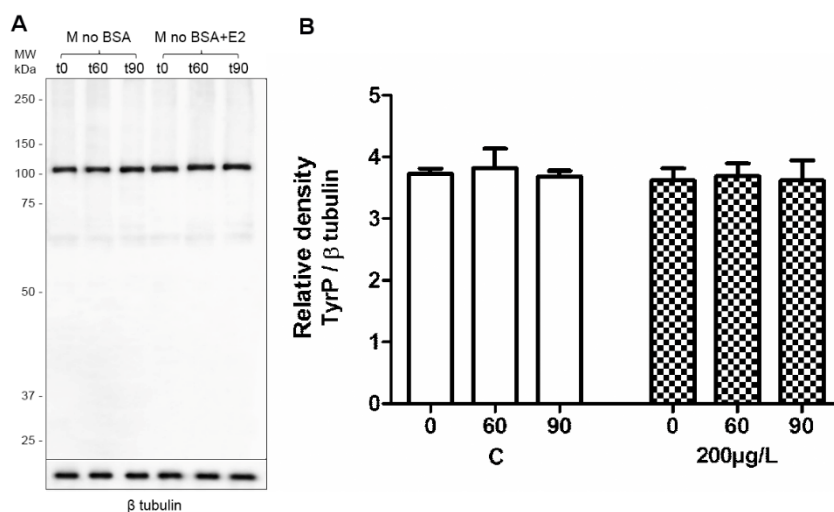 A
M no BSA M no BSA+E2
MW
kDa
t0 t60 t90 t0 t60 t90
250 -
150 -
100 -
75 -
50 -
37 -
25 -
β tubulin
B
Relative density
TyrP / β tubulin
5
4
3
2
1
0
0 60 90 0 60 90
C 200µg/L